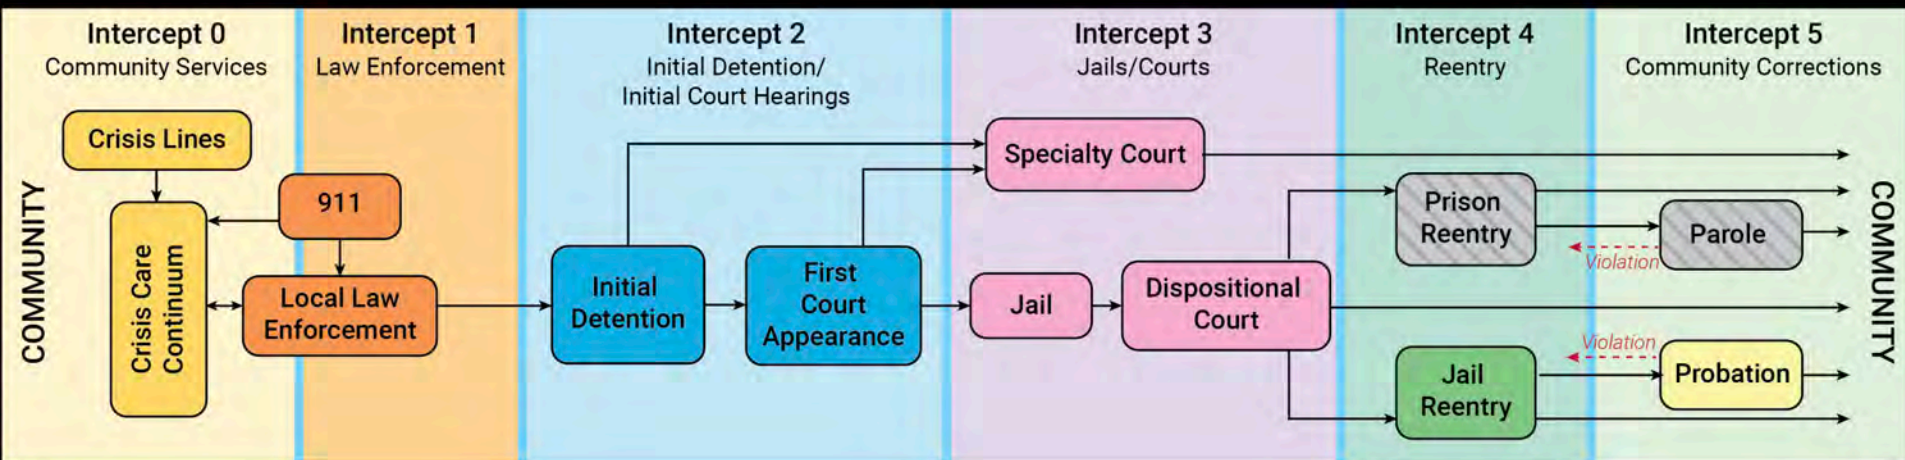 Intercept 0
Community Services
Intercept 1
Law Enforcement
Intercept 2
Initial Detention/
Initial Court Hearings
Intercept 3
Jails/Courts
Intercept 4
Reentry
Intercept 5
Community Corrections
COMMUNITY
Crisis Lines
Crisis Care
Continuum
911
Local Law
Enforcement
Initial
Detention
First
Court
Appearance
Specialty Court
Jail
Dispositional
Court
Prison
Reentry
Parole
Violation
Jail
Reentry
Violation
Probation
COMMUNITY